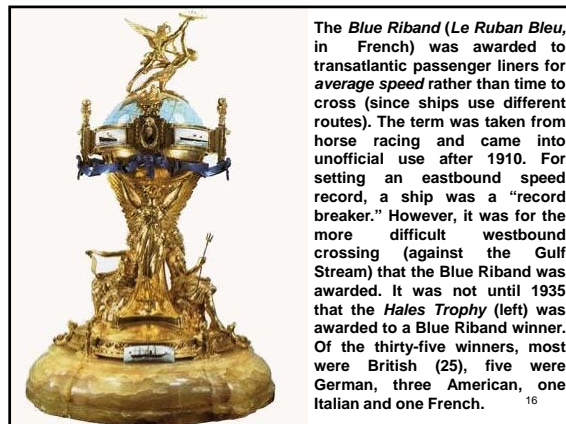 The Blue Riband (Le Ruban Bleu,
in French) was awarded to
transatlantic passenger liners for
average speed rather than time to
cross (since ships use different
routes). The term was taken from
horse racing and came into
unofficial use after 1910. For
setting an eastbound speed
record, a ship was a “record
breaker.” However, it was for the
more difficult westbound
crossing (against the Gulf
Stream) that the Blue Riband was
awarded. It was not until 1935
that the Hales Trophy (left) was
awarded to a Blue Riband winner.
Of the thirty-five winners, most
were British (25), five were
German, three American, one
Italian and one French.
16